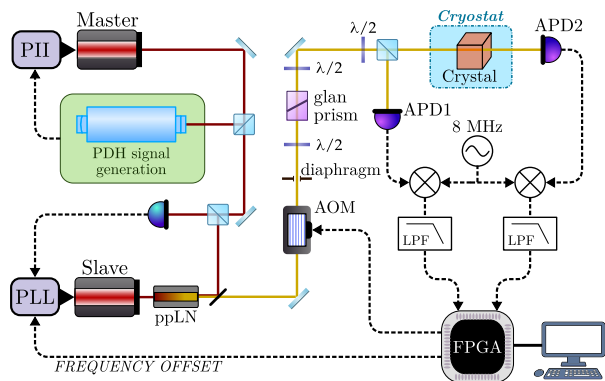 Master
PII
PDH signal
generation
Slave
PLL
ppLN
FREQUENCY OFFSET
λ/2
glan
prism
λ/2
diaphragm
AOM
λ/2
Cryostat
Crystal
APD2
APD1
8 MHz
LPF
LPF
FPGA